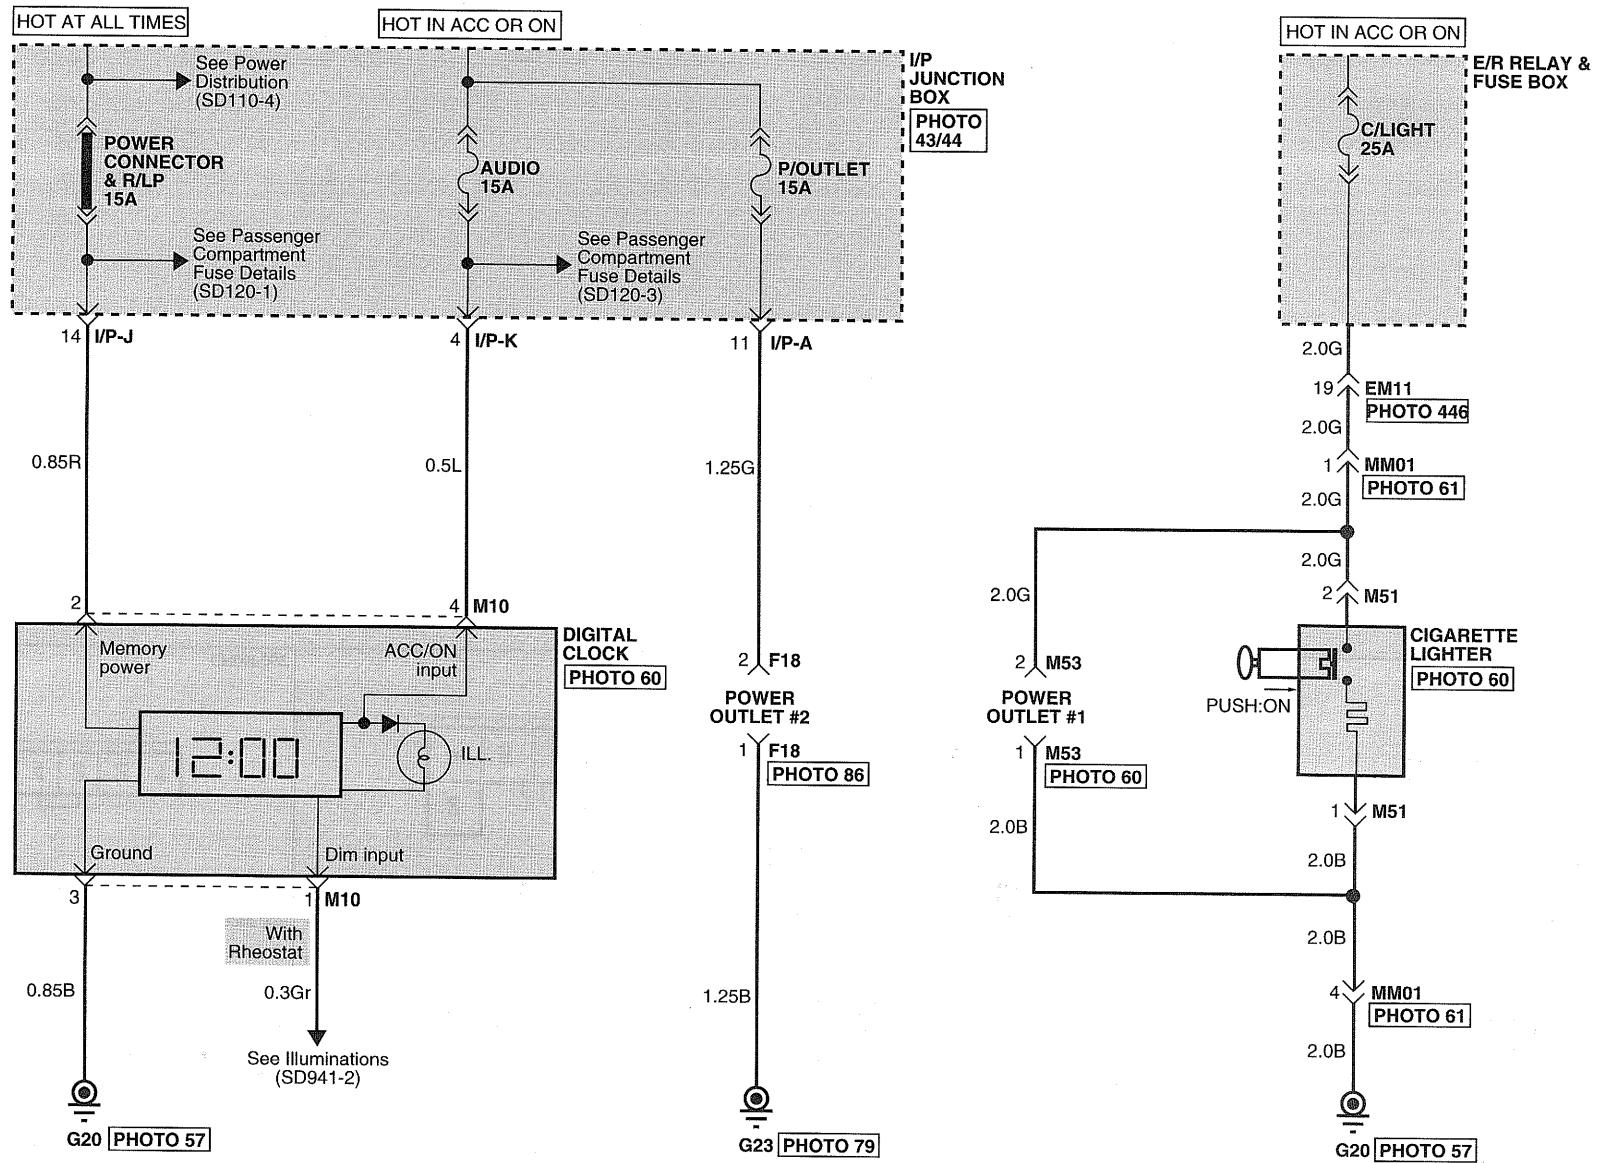 HOT AT ALL TIMES
HOT IN ACC OR ON
HOT IN ACC OR ON
See Power
Distribution
(SD110-4)
POWER
CONNECTOR
& R/LP
15A
See Passenger
Compartment
Fuse Details
(SD120-1)
AUDIO
15A
See Passenger
Compartment
Fuse Details
(SD120-3)
P/OUTLET
15A
I/P
JUNCTION
BOX
PHOTO
43/44
C/LIGHT
25A
E/R RELAY &
FUSE BOX
14 I/P-J
4 I/P-K
11 I/P-A
0.85R
0.5L
1.25G
2.0G
19 EM11
PHOTO 446
2.0G
1 MM01
PHOTO 61
2.0G
2.0G
2.0G
2 M51
2
4 M10
Memory
power
ACC/ON
input
12:00
ILL.
Ground
Dim input
DIGITAL
CLOCK
PHOTO 60
3
1 M10
With
Rheostat
0.85B
0.3Gr
See Illuminations
(SD941-2)
G20 PHOTO 57
2 F18
POWER
OUTLET #2
1 F18
PHOTO 86
1.25B
G23 PHOTO 79
2 M53
POWER
OUTLET #1
1 M53
PHOTO 60
2.0B
PUSH:ON
CIGARETTE
LIGHTER
PHOTO 60
1 M51
2.0B
2.0B
4 MM01
PHOTO 61
2.0B
G20 PHOTO 57